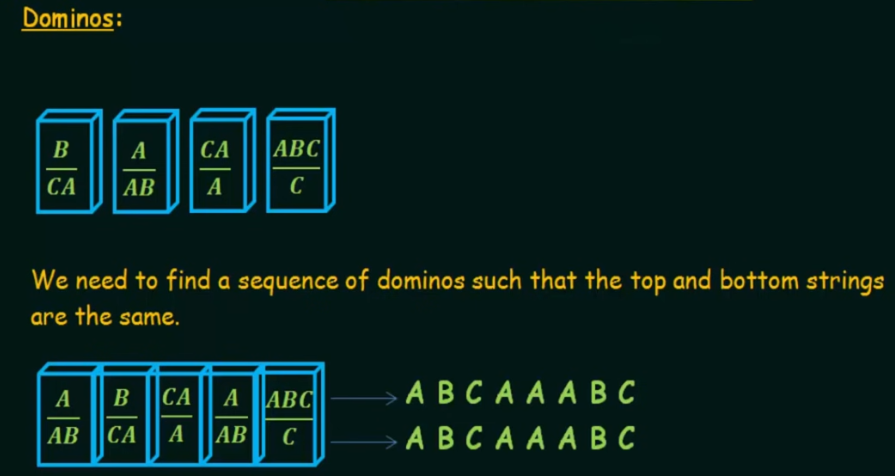 Dominos:
B A CA ABC
CA AB A C
We need to find a sequence of dominos such that the top and bottom strings
are the same.
A B CA A ABC → A B C A A A B C
AB CA A AB C → A B C A A A B C